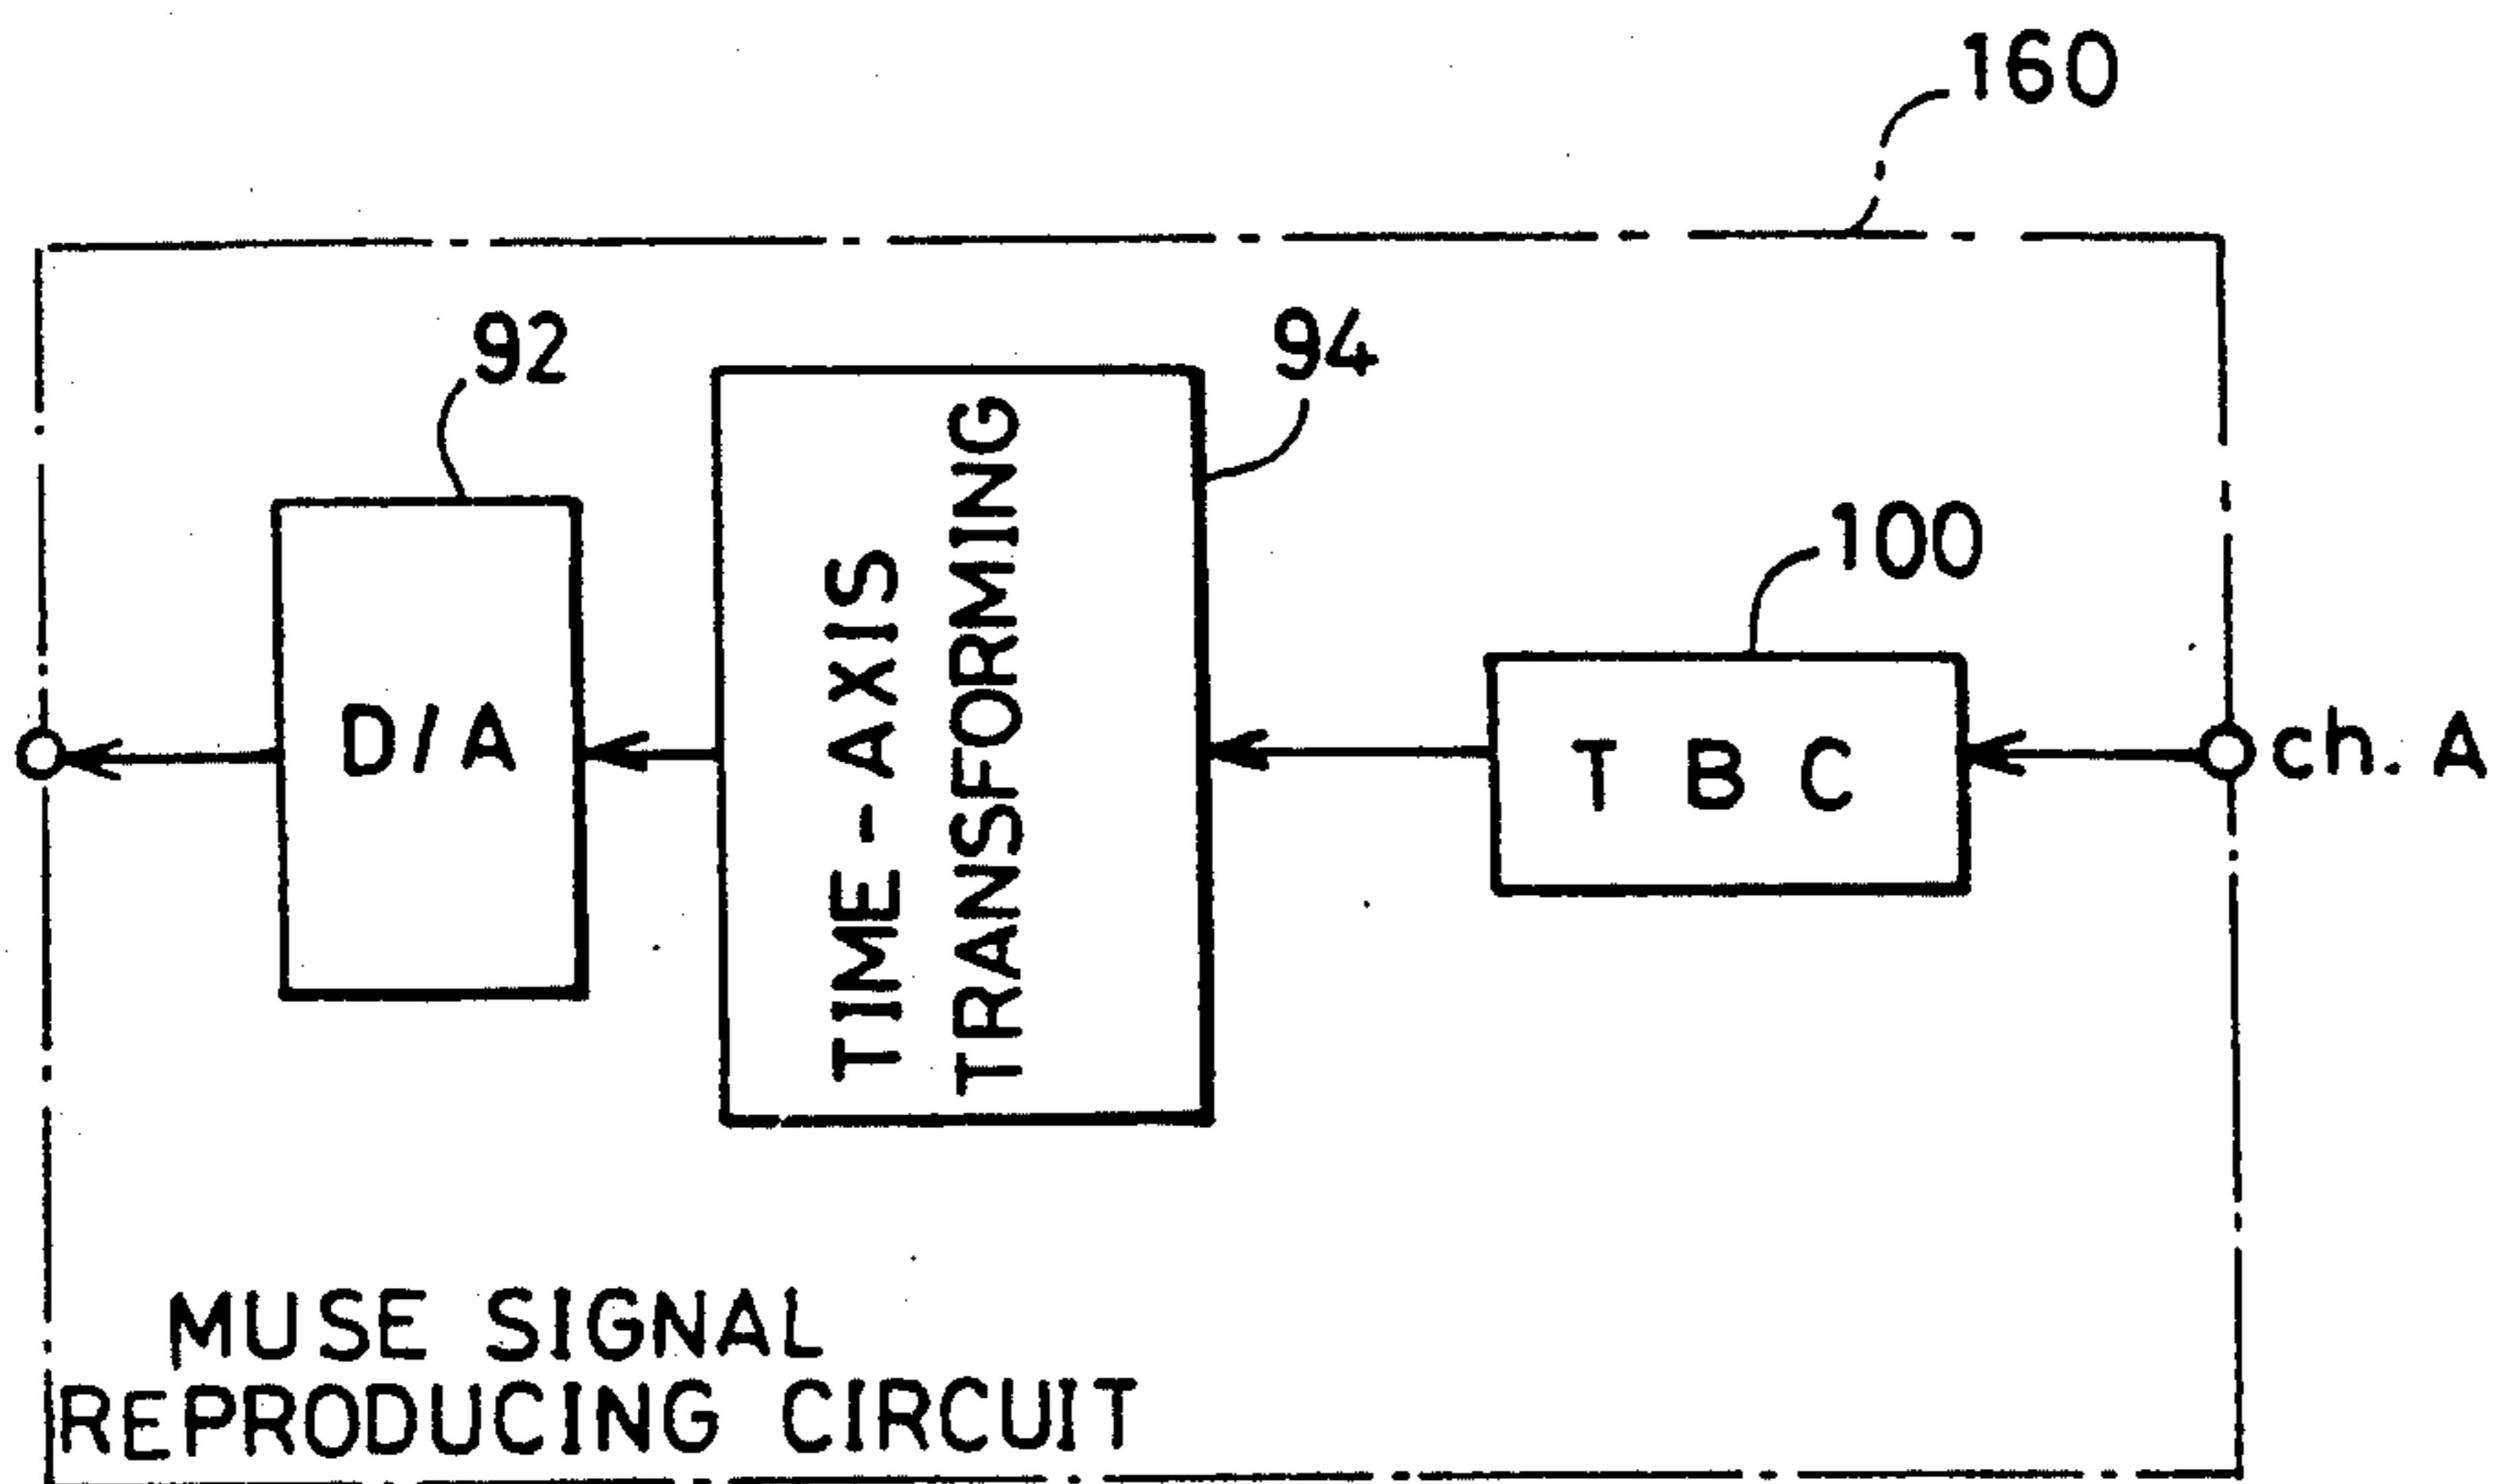 160
92
94
100
D/A
TIME-AXIS
TRANSFORMING
T B C
ch. A
MUSE SIGNAL
REPRODUCING CIRCUIT